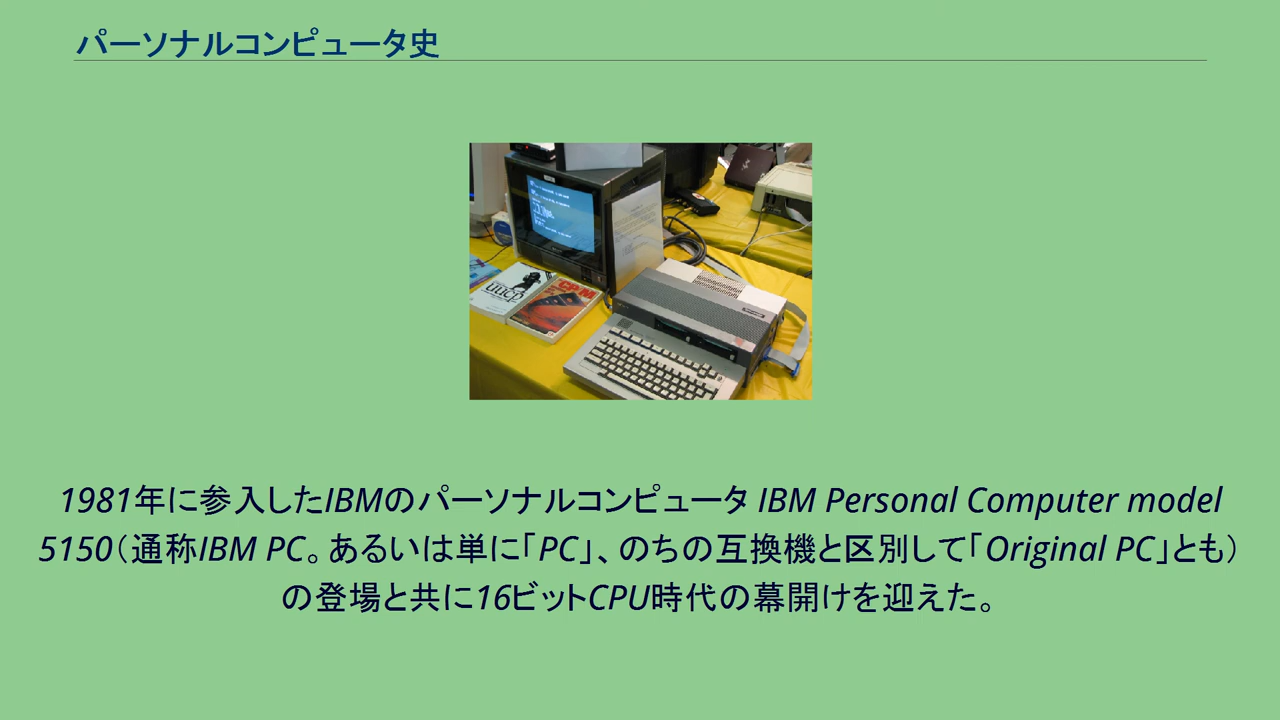 パーソナルコンピュータ史
uucp
CP/M
1981年に参入したIBMのパーソナルコンピュータ IBM Personal Computer model
5150（通称IBM PC。あるいは単に「PC」、のちの互換機と区別して「Original PC」とも）
の登場と共に16ビットCPU時代の幕開けを迎えた。